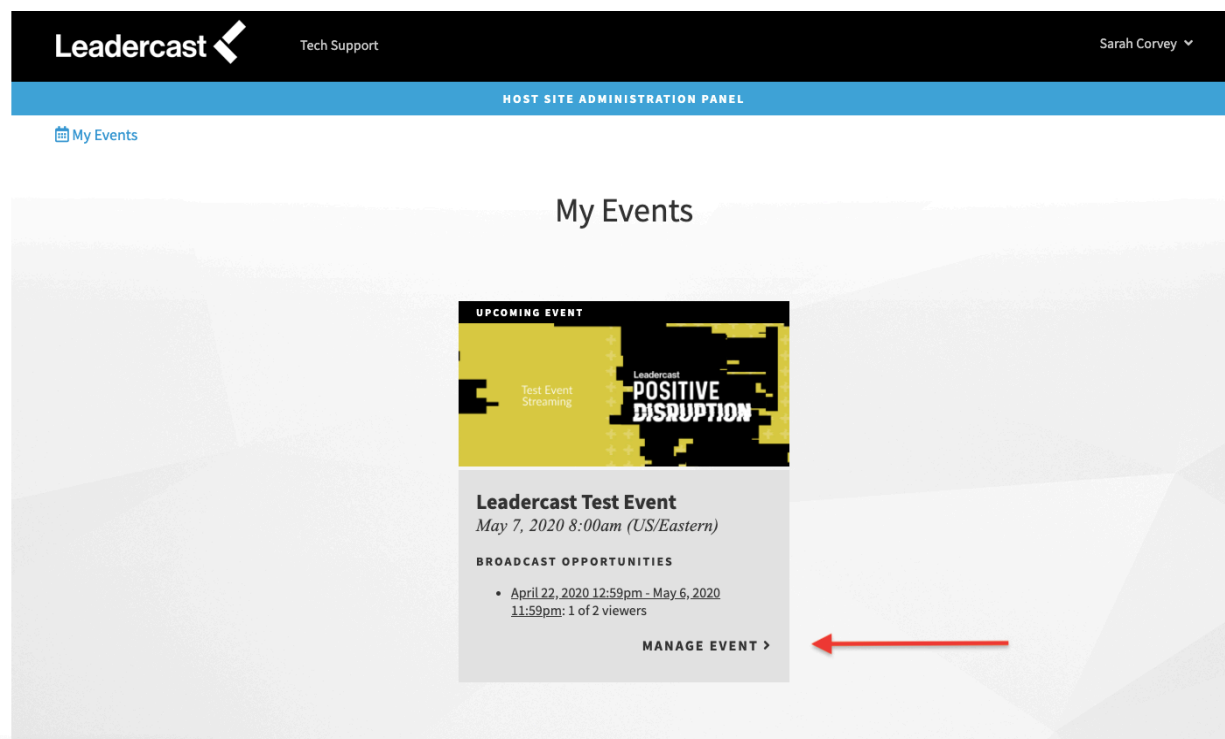 Leadercast
Tech Support
Sarah Corvey
HOST SITE ADMINISTRATION PANEL
My Events
My Events
UPCOMING EVENT
Test Event
Streaming
Leadercast
POSITIVE
DISRUPTION
Leadercast Test Event
May 7, 2020 8:00am (US/Eastern)
BROADCAST OPPORTUNITIES
• April 22, 2020 12:59pm - May 6, 2020
11:59pm: 1 of 2 viewers
MANAGE EVENT >